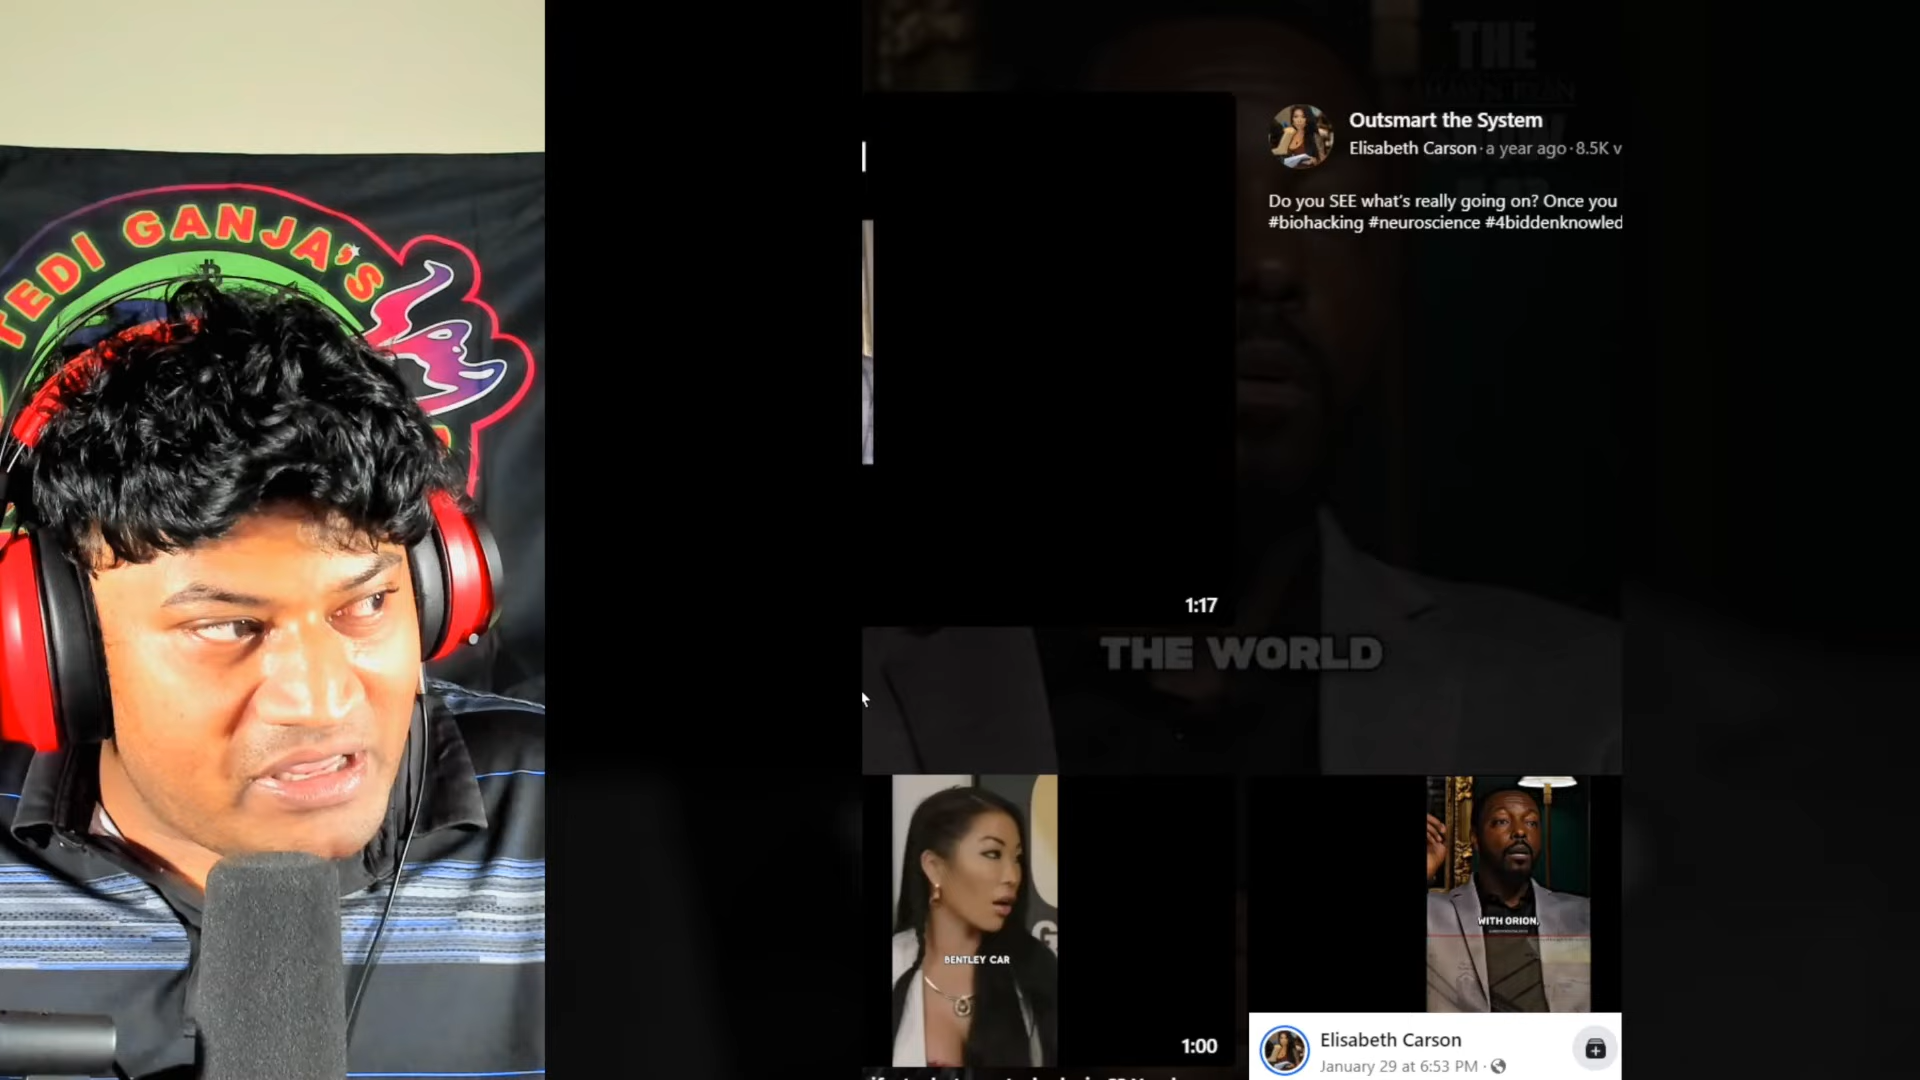 TEDI GANJA'S
THE
Outsmart the System
Elisabeth Carson · a year ago · 8.5K v
Do you SEE what's really going on? Once you
#biohacking #neuroscience #4biddenknowled
1:17
THE WORLD
BENTLEY CAR
WITH ORION.
1:00
Elisabeth Carson
January 29 at 6:53 PM ·